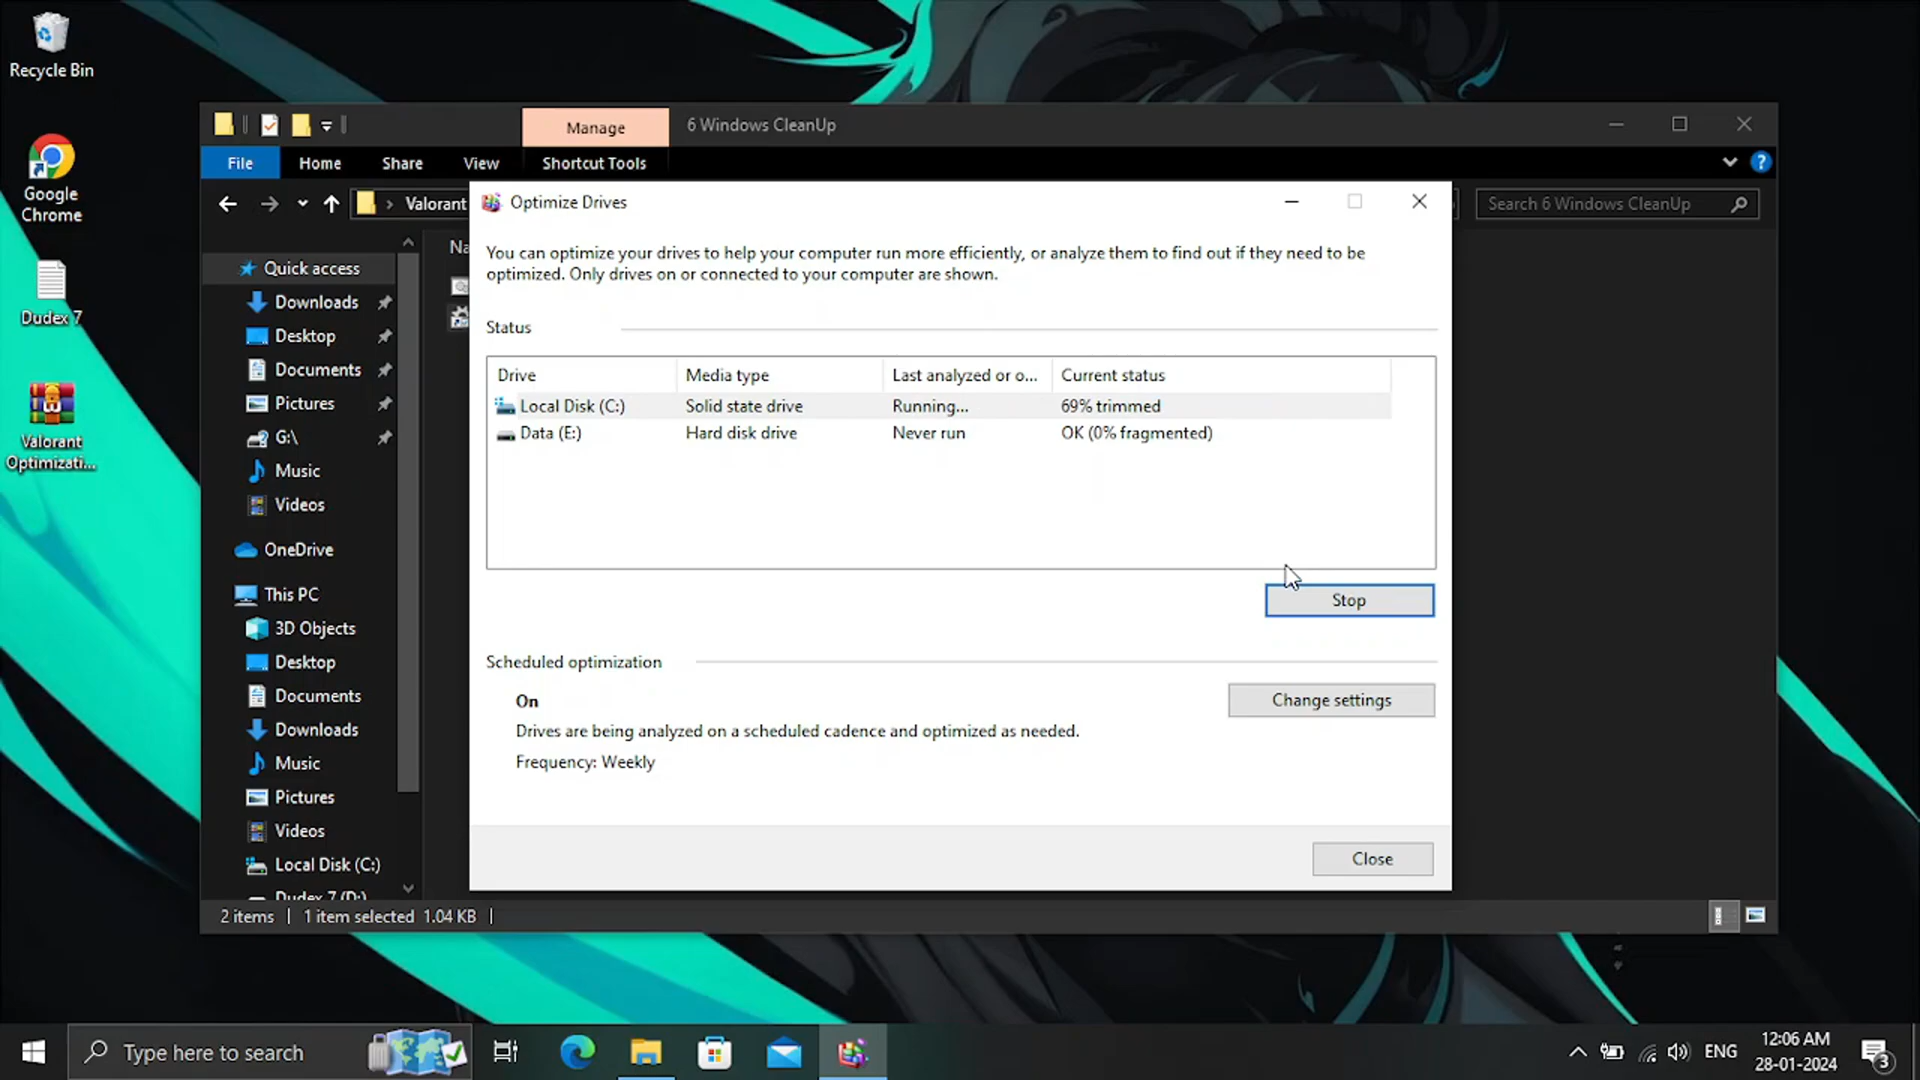 Recycle Bin
Google
Chrome
Dudex 7
Valorant
Optimizati...
Manage
6 Windows CleanUp
File
Home
Share
View
Shortcut Tools
Valorant
Search 6 Windows CleanUp
Quick access
Downloads
Desktop
Documents
Pictures
G:\
Music
Videos
OneDrive
This PC
3D Objects
Desktop
Documents
Downloads
Music
Pictures
Videos
Local Disk (C:)
Dudex 7 (D:)
Na
2 items
1 item selected 1.04 KB
Optimize Drives
You can optimize your drives to help your computer run more efficiently, or analyze them to find out if they need to be
optimized. Only drives on or connected to your computer are shown.
Status
Drive Media type Last analyzed or o... Current status
Local Disk (C:) Solid state drive Running... 69% trimmed
Data (E:) Hard disk drive Never run OK (0% fragmented)
Stop
Scheduled optimization
On
Change settings
Drives are being analyzed on a scheduled cadence and optimized as needed.
Frequency: Weekly
Close
Type here to search
ENG
12:06 AM
28-01-2024
3